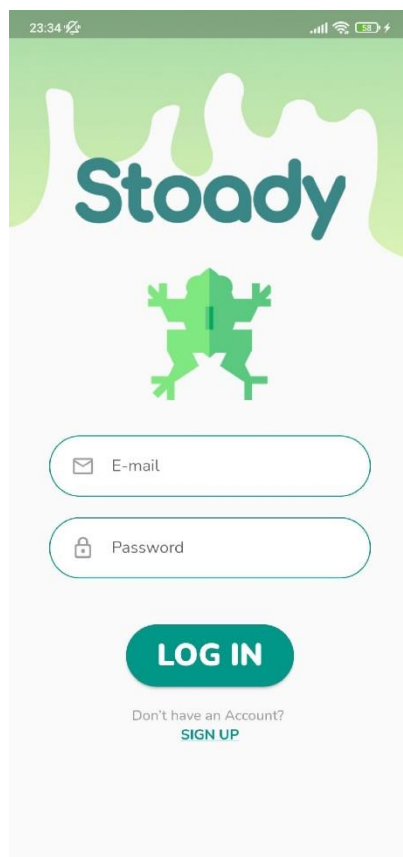 23:34
58
Stoady
E-mail
Password
LOG IN
Don't have an Account?
SIGN UP